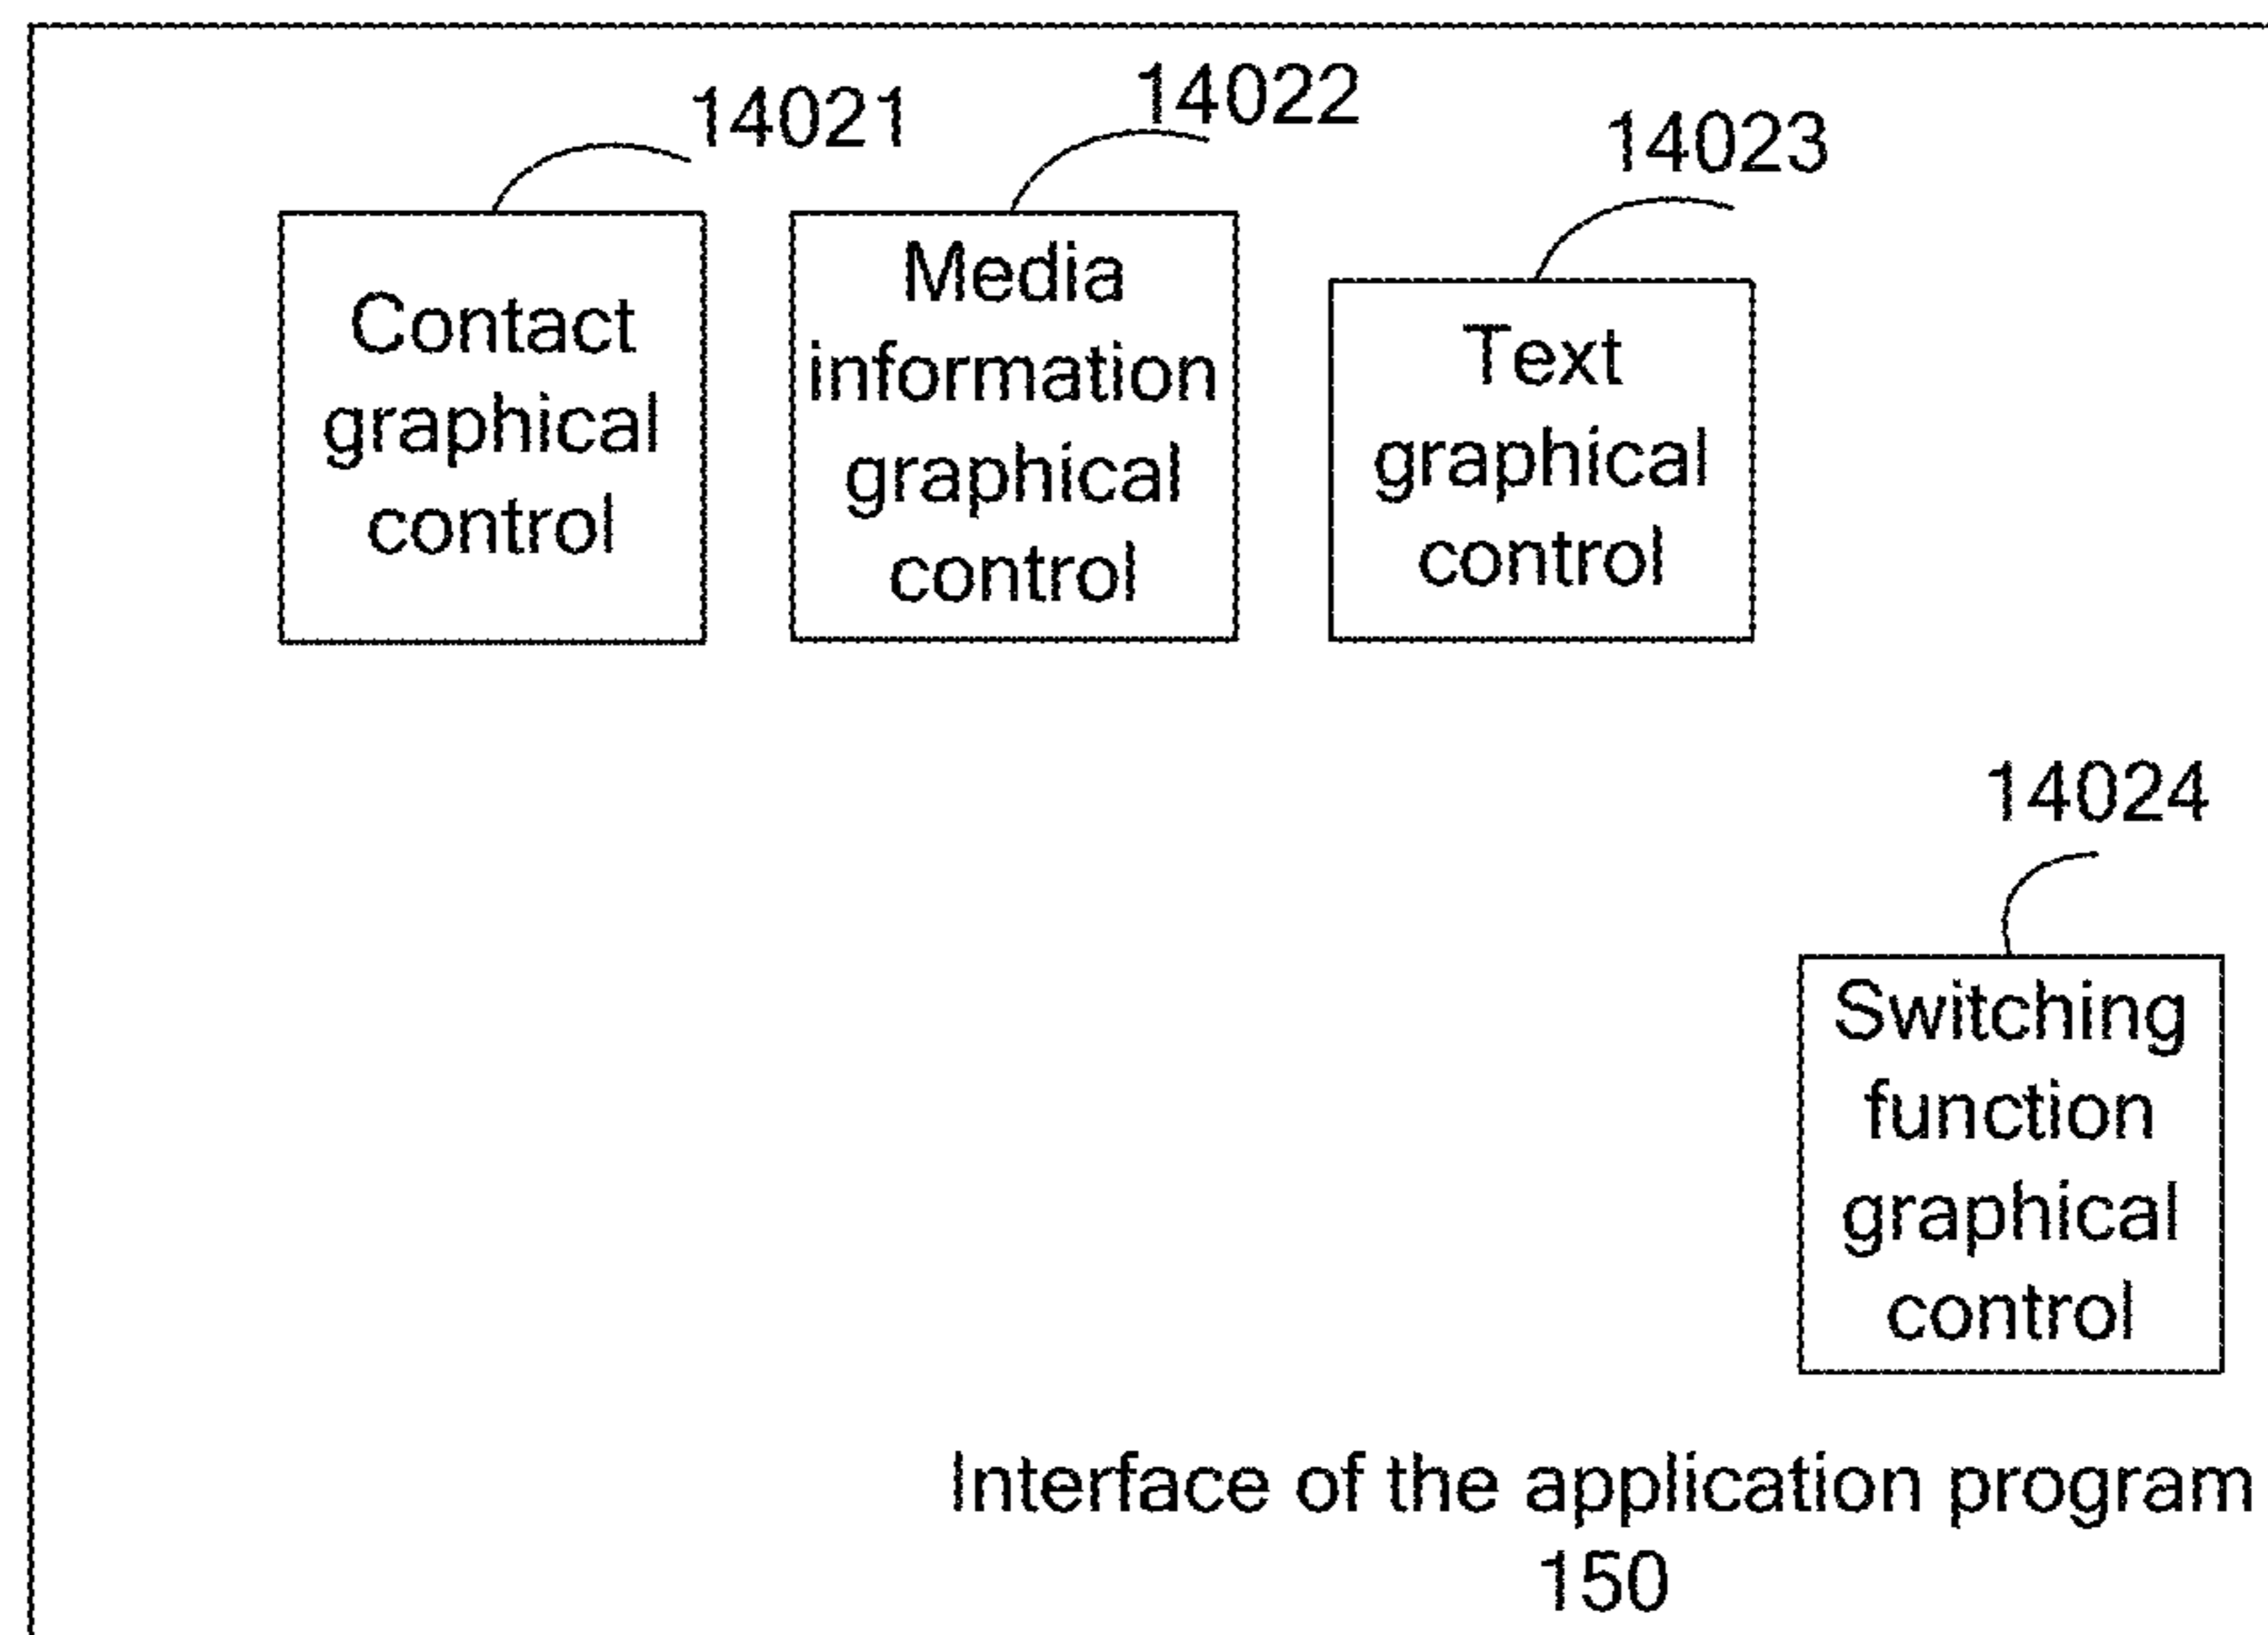 14021
14022
14023
Contact
graphical
control
Media
information
graphical
control
Text
graphical
control
14024
Switching
function
graphical
control
Interface of the application program
150